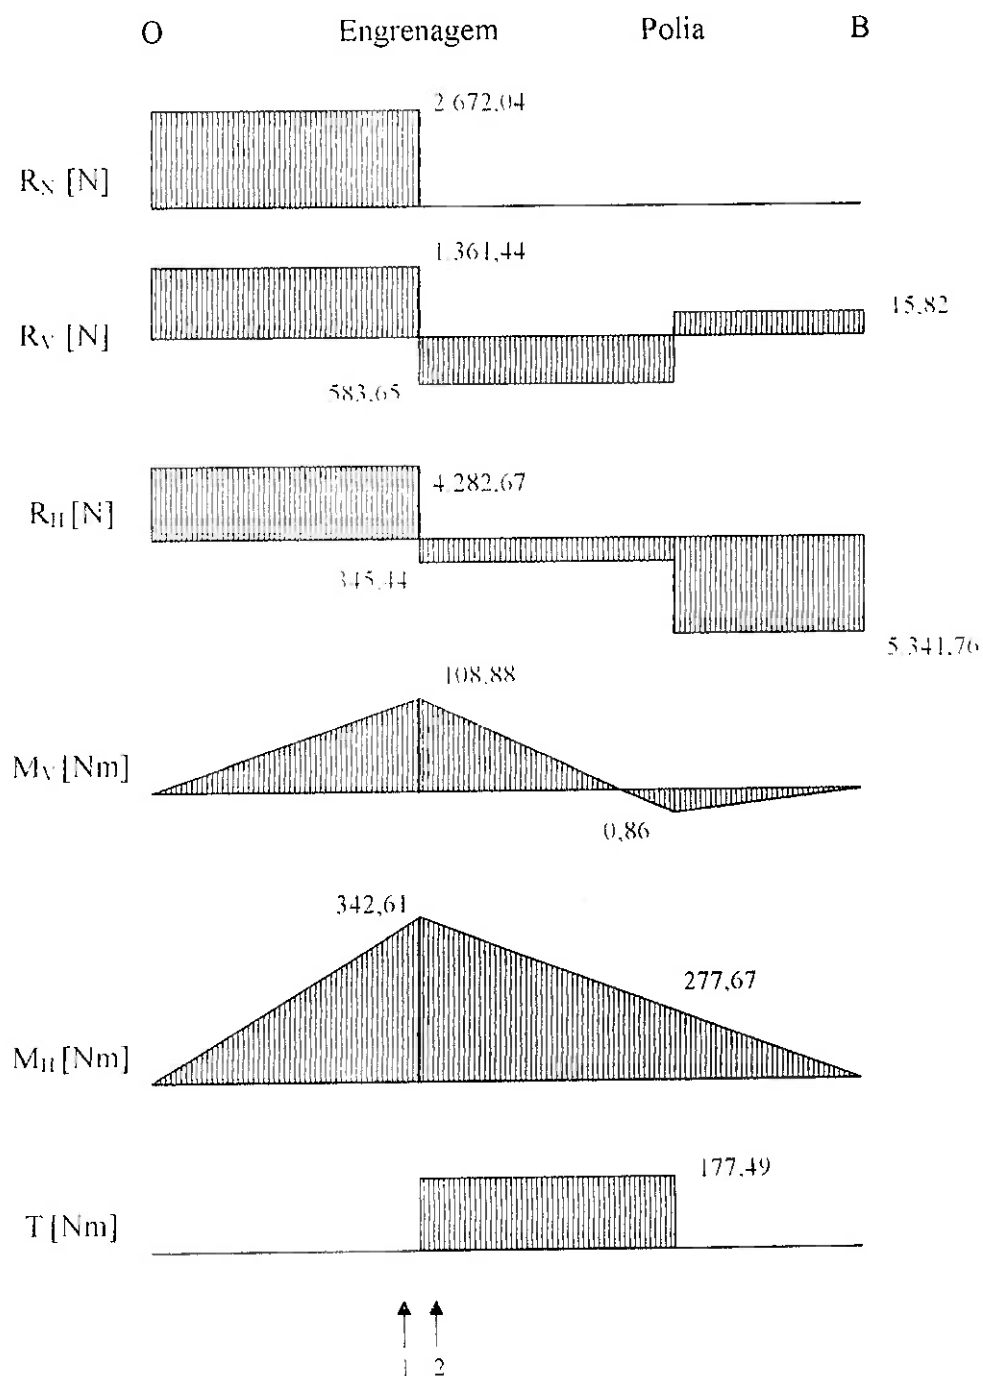 O Engrenagem Polia B
2.672,04
R_N [N]
1.361,44
15,82
R_V [N]
583,65
4.282,67
R_H [N]
345,44
5.341,76
108,88
M_V [Nm]
0,86
342,61
277,67
M_H [Nm]
177,49
T [Nm]
1 2